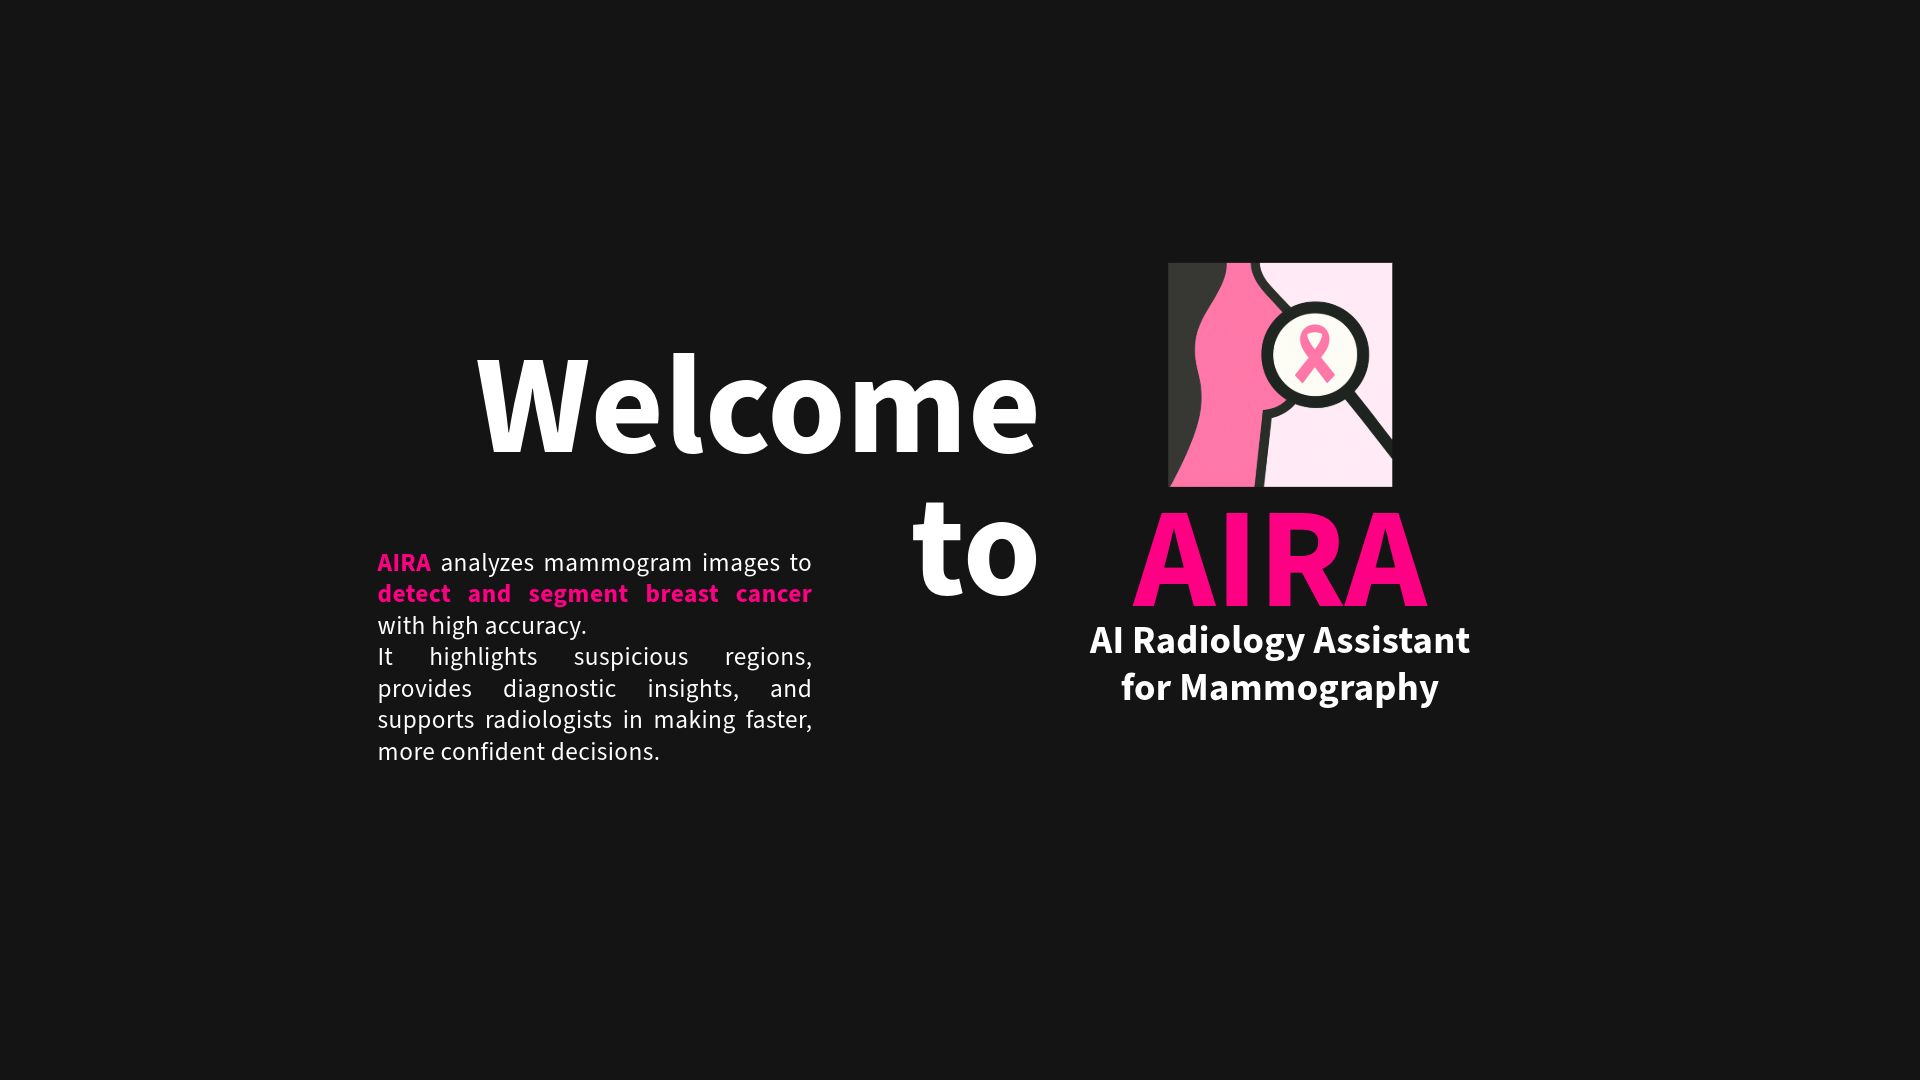 Welcome
to
AIRA
AI Radiology Assistant
for Mammography
AIRA analyzes mammogram images to
detect and segment breast cancer
with high accuracy.
It highlights suspicious regions,
provides diagnostic insights, and
supports radiologists in making faster,
more confident decisions.